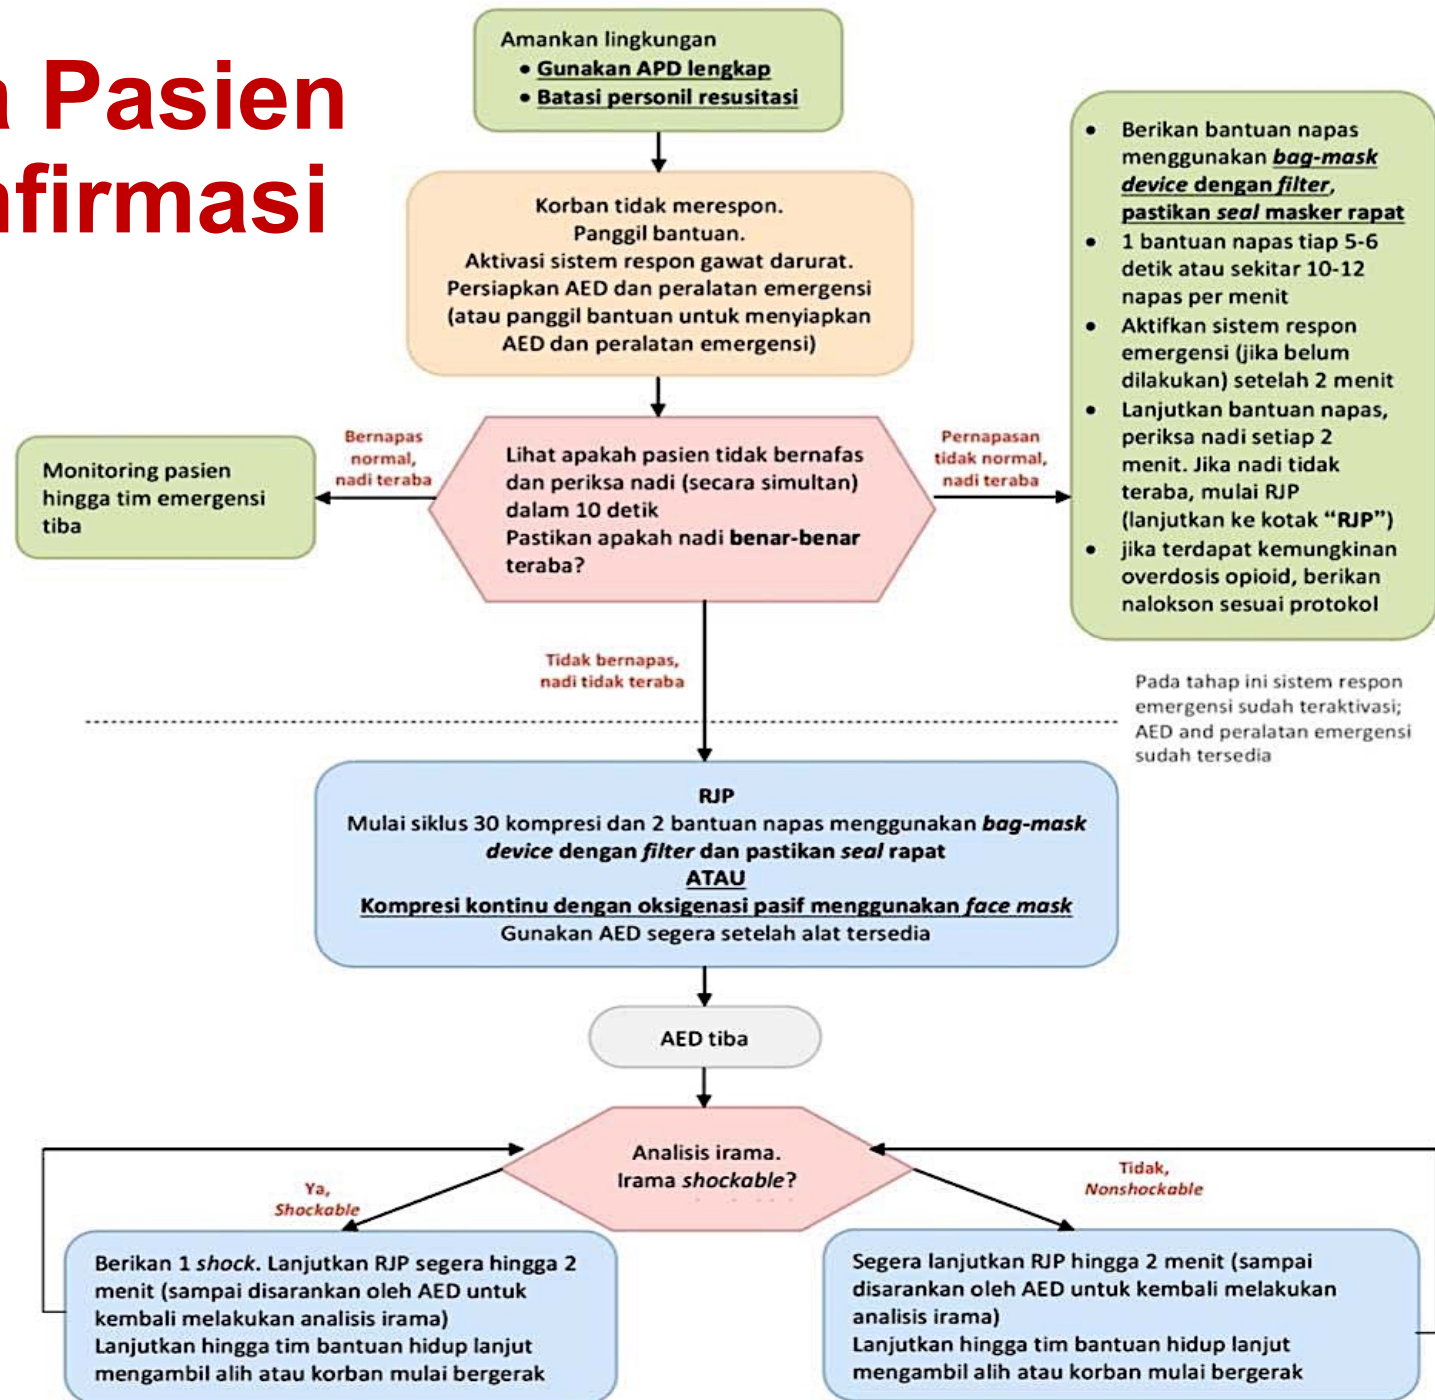 a Pasien
nfirmasi
Amankan lingkungan
• Gunakan APD lengkap
• Batasi personil resusitasi
Korban tidak merespon.
Panggil bantuan.
Aktivasi sistem respon gawat darurat.
Persiapkan AED dan peralatan emergensi
(atau panggil bantuan untuk menyiapkan
AED dan peralatan emergensi)
• Berikan bantuan napas
menggunakan bag-mask
device dengan filter,
pastikan seal masker rapat
• 1 bantuan napas tiap 5-6
detik atau sekitar 10-12
napas per menit
• Aktifkan sistem respon
emergensi (jika belum
dilakukan) setelah 2 menit
• Lanjutkan bantuan napas,
periksa nadi setiap 2
menit. Jika nadi tidak
teraba, mulai RJP
(lanjutkan ke kotak “RJP”)
• jika terdapat kemungkinan
overdosis opioid, berikan
nalokson sesuai protokol
Monitoring pasien
hingga tim emergensi
tiba
Bernapas
normal,
nadi teraba
Lihat apakah pasien tidak bernafas
dan periksa nadi (secara simultan)
dalam 10 detik
Pastikan apakah nadi benar-benar
teraba?
Pernapasan
tidak normal,
nadi teraba
Tidak bernapas,
nadi tidak teraba
Pada tahap ini sistem respon
emergensi sudah teraktivasi;
AED and peralatan emergensi
sudah tersedia
RJP
Mulai siklus 30 kompresi dan 2 bantuan napas menggunakan bag-mask
device dengan filter dan pastikan seal rapat
ATAU
Kompresi kontinu dengan oksigenasi pasif menggunakan face mask
Gunakan AED segera setelah alat tersedia
AED tiba
Analisis irama.
Irama shockable?
Ya,
Shockable
Tidak,
Nonshockable
Berikan 1 shock. Lanjutkan RJP segera hingga 2
menit (sampai disarankan oleh AED untuk
kembali melakukan analisis irama)
Lanjutkan hingga tim bantuan hidup lanjut
mengambil alih atau korban mulai bergerak
Segera lanjutkan RJP hingga 2 menit (sampai
disarankan oleh AED untuk kembali melakukan
analisis irama)
Lanjutkan hingga tim bantuan hidup lanjut
mengambil alih atau korban mulai bergerak